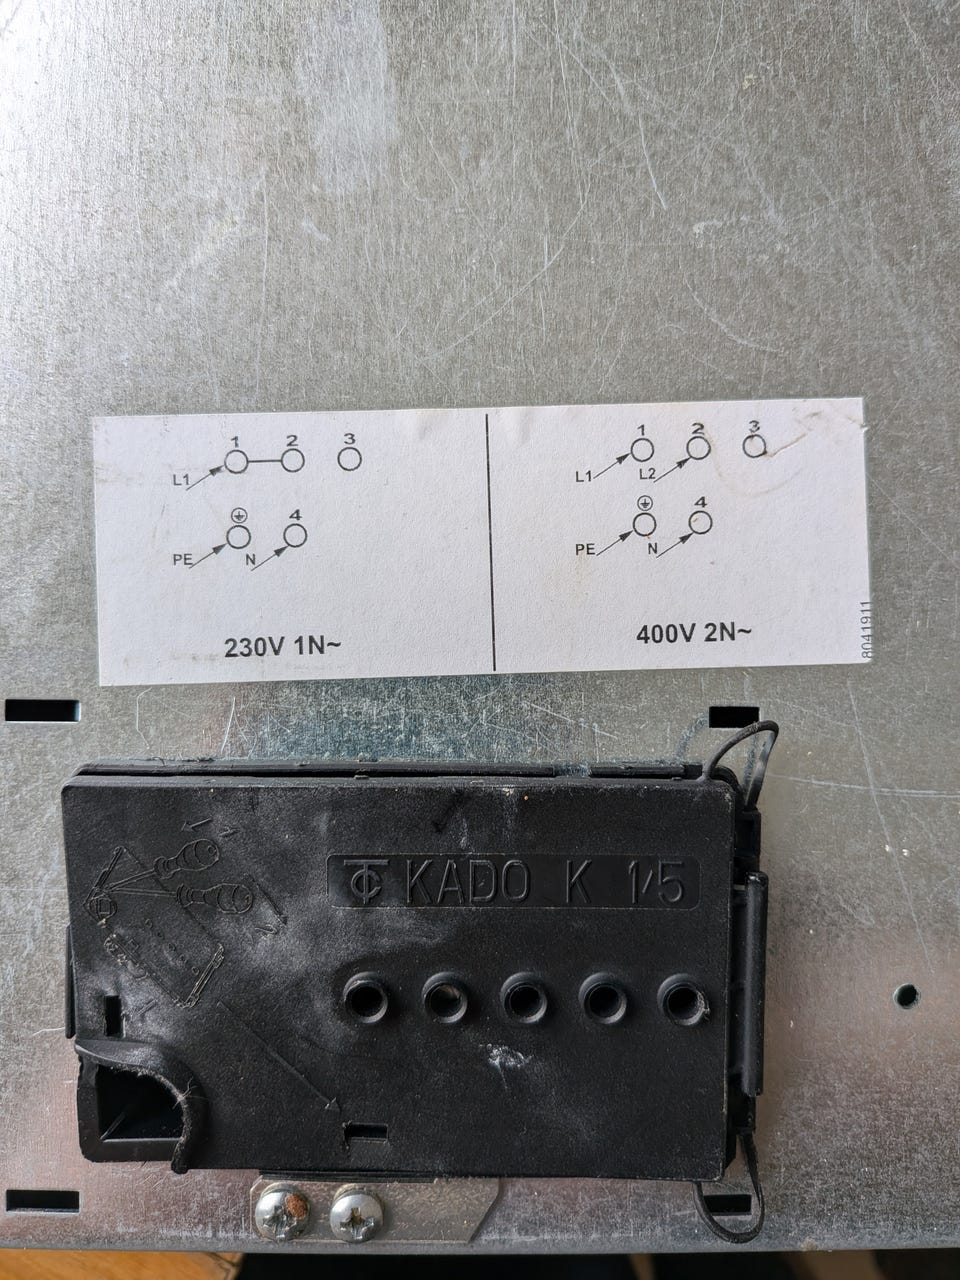 1 2 3
L1
4
PE N
230V 1N~
1 2 3
L1 L2
4
PE N
400V 2N~
8041911
KADO K 1/5